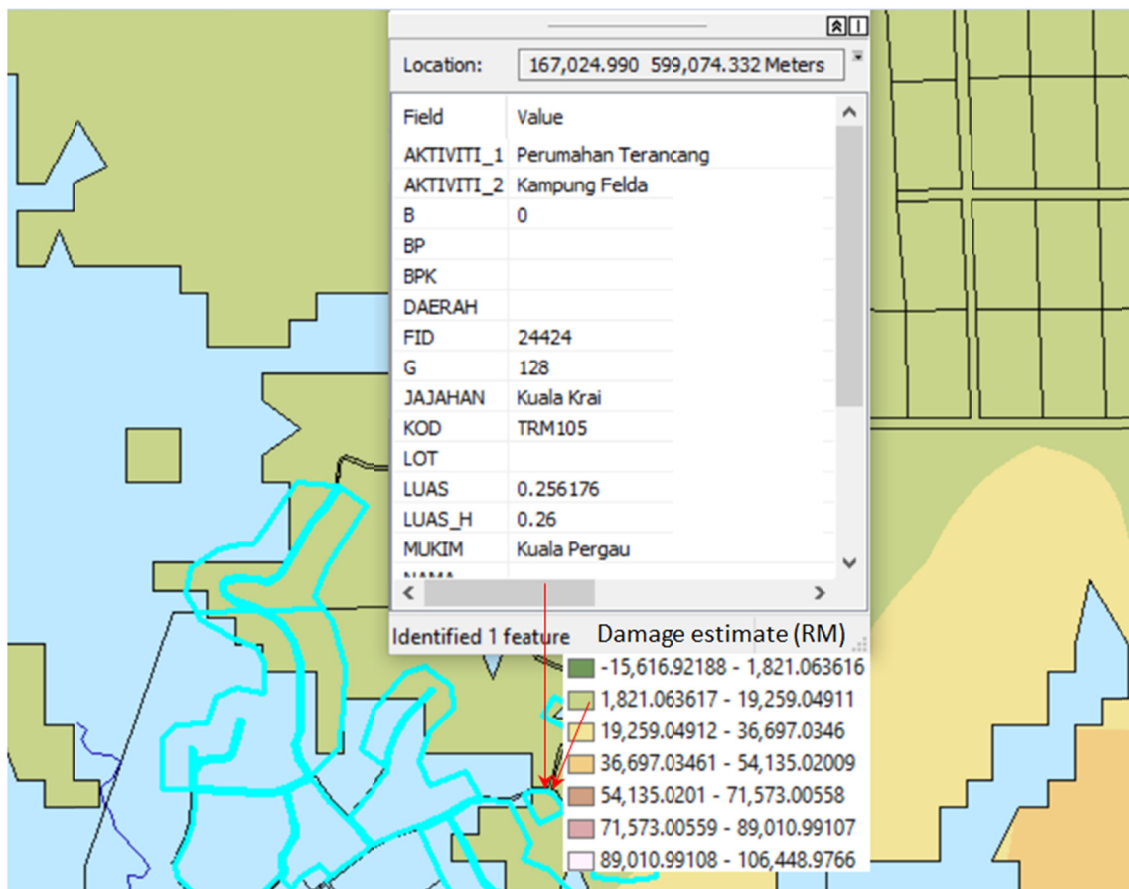 Location: 167,024.990 599,074.332 Meters
Field Value
AKTIVITI_1 Perumahan Terancang
AKTIVITI_2 Kampung Felda
B 0
BP
BPK
DAERAH
FID 24424
G 128
JAJAHAN Kuala Krai
KOD TRM105
LOT
LUAS 0.256176
LUAS_H 0.26
MUKIM Kuala Pergau
Identified 1 feature
Damage estimate (RM)
-15,616.92188 - 1,821.063616
1,821.063617 - 19,259.04911
19,259.04912 - 36,697.0346
36,697.03461 - 54,135.02009
54,135.0201 - 71,573.00558
71,573.00559 - 89,010.99107
89,010.99108 - 106,448.9766